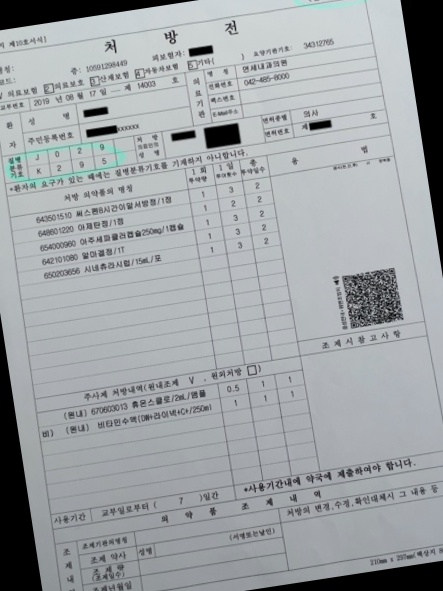 처 방 전
증: 10591298449
피보험자:
의료보험 2 의료보호 3 산재보험 4 자동차보험 5 기타( ) 요양기관기호: 34312765
교부번호 2019 년 08 월 17 일 — 제 14003 호
의료기관
명 칭 연세내과의원
전화번호 042-485-8000
팩스번호
E-Mail주소
환자
성 명
주민등록번호 xxxxxx
처 방 의료인의 성 명
면허종별 의사
면허번호 제
질병분류기호
J 0 2 9
K 2 9 5
*환자의 요구가 있는 때에는 질병분류기호를 기재하지 아니합니다.
처방 의약품의 명칭 1회투약량 1일투여횟수 총투약일수 용 법
643501510 써스펜8시간이알서방정/1정 1 3 2
648601220 아제탄정/1정 1 2 2
654000960 아주세파클러캡슐250mg/1캡슐 1 3 2
642101080 알마겔정/1T 1 3 2
650203656 시네츄라시럽/15mL/포 1 3 2
조 제 시 참 고 사 항
주사제 처방내역(원내조제 V , 원외처방 )
(원내) 670603013 휴온스클로/2mL/앰플 0.5 1 1
비) (원내) 비타민수액(DW+라이넥+C+/250m) 1 1 1
사용기간 교부일로부터 ( 7 )일간
*사용기간내에 약국에 제출하여야 합니다.
의 약 품 조 제 내 역
조제기관의명칭
처방의 변경,수정,확인대체시 그 내용 등
조제 약사 성명 (서명또는날인)
조 제 량 (조제일수)
조제년월일